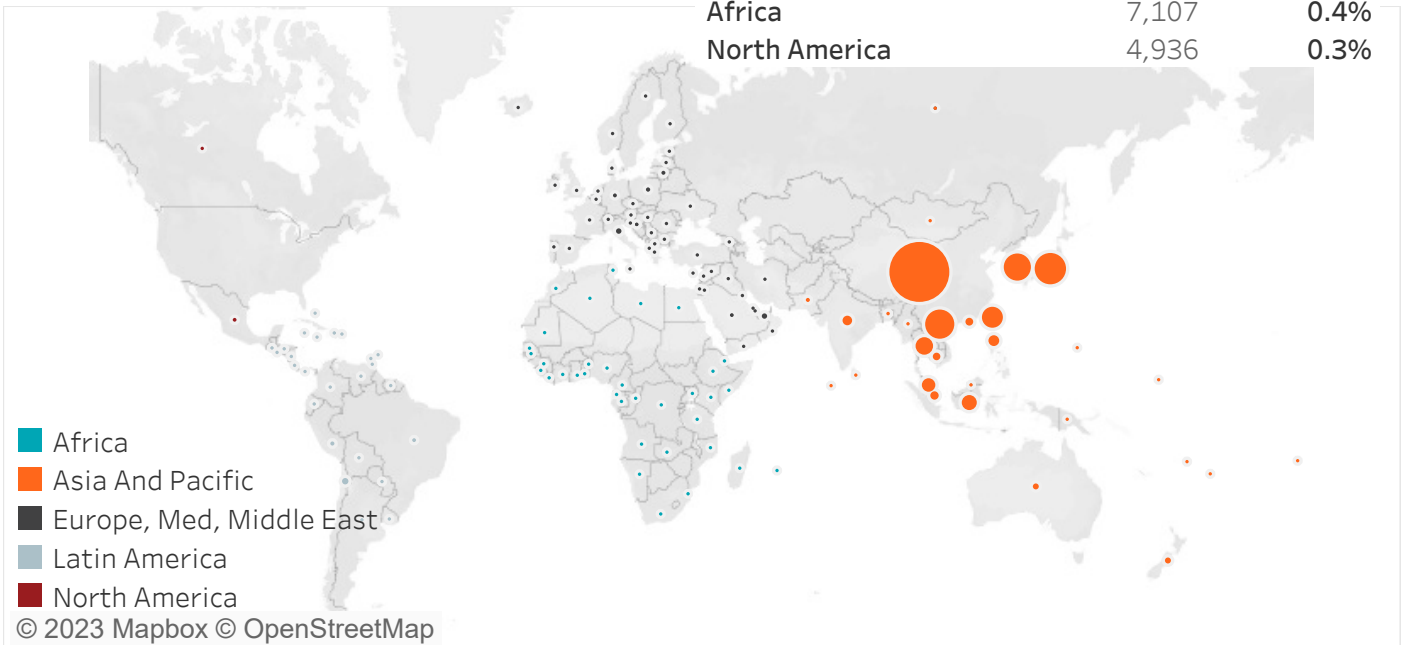 Africa 7,107 0.4%
North America 4,936 0.3%
Africa
Asia And Pacific
Europe, Med, Middle East
Latin America
North America
© 2023 Mapbox © OpenStreetMap